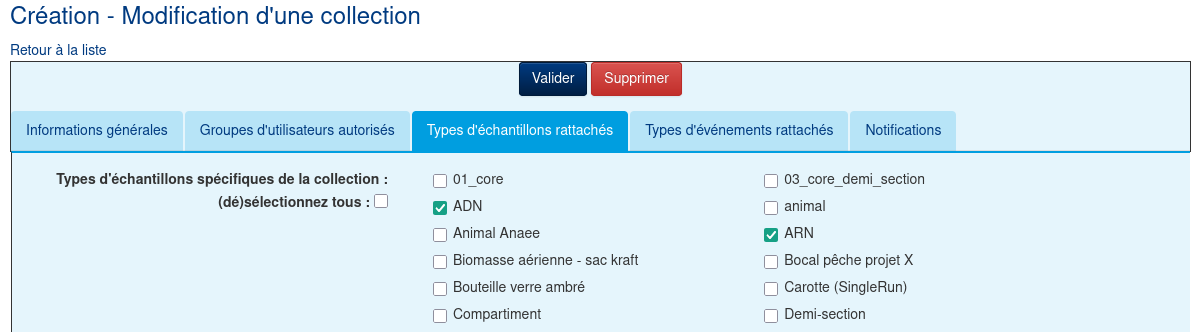 Création - Modification d'une collection
Retour à la liste
Valider Supprimer
Informations générales Groupes d'utilisateurs autorisés Types d'échantillons rattachés Types d'événements rattachés Notifications
Types d'échantillons spécifiques de la collection : 01_core 03_core_demi_section
(dé)sélectionnez tous : ADN animal
Animal Anaee ARN
Biomasse aérienne - sac kraft Bocal pêche projet X
Bouteille verre ambré Carotte (SingleRun)
Compartiment Demi-section